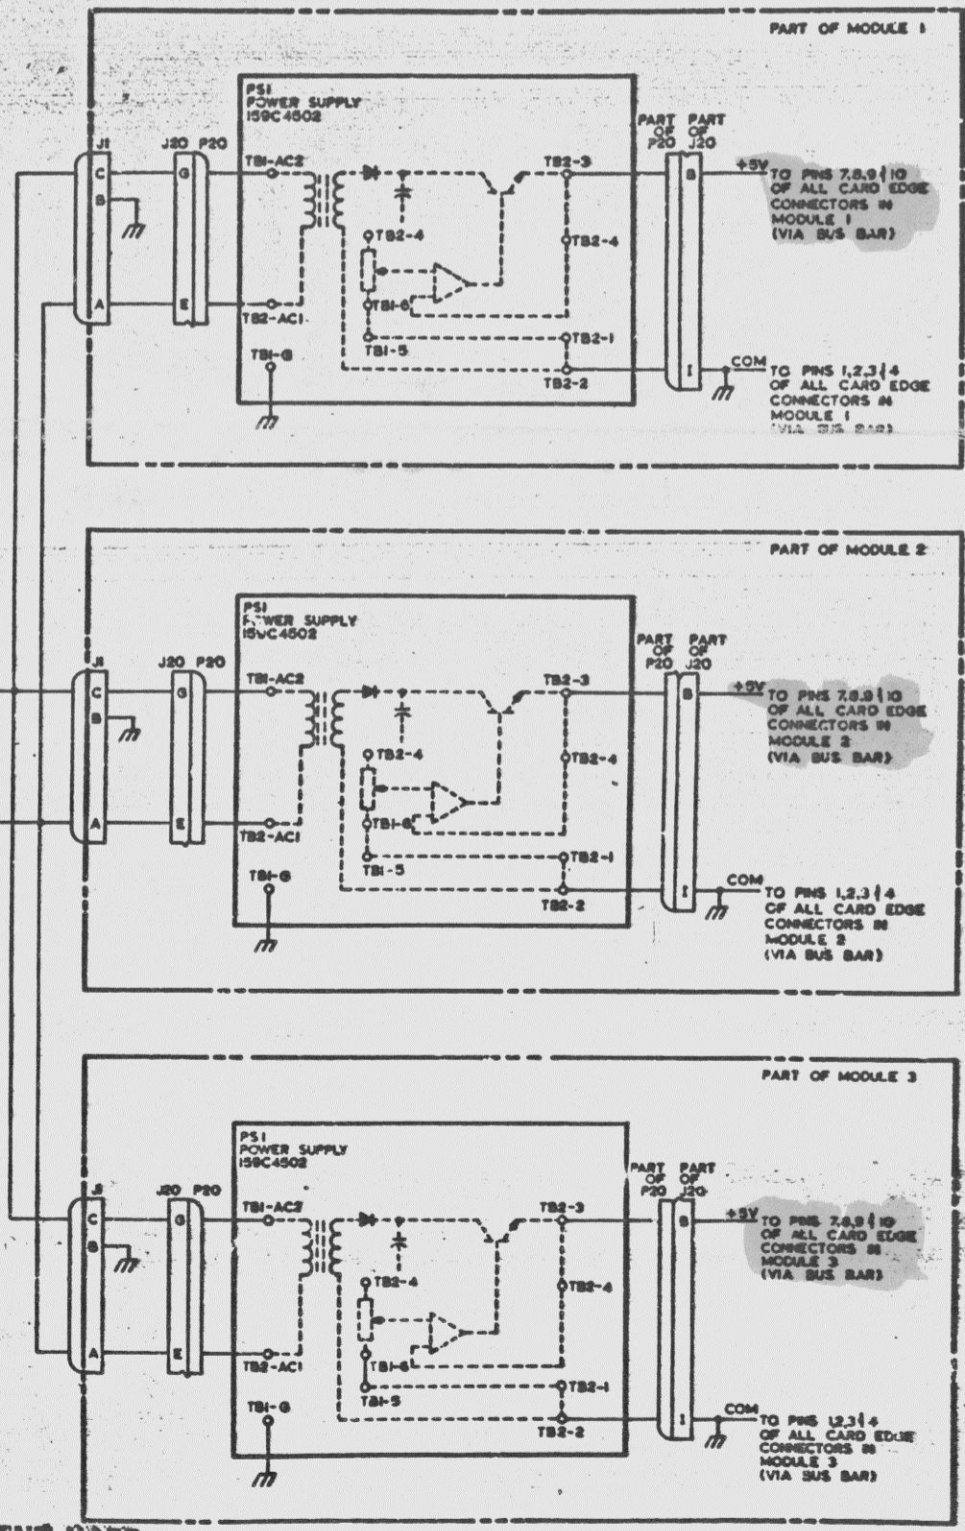 PART OF MODULE 1
PS1
POWER SUPPLY
159C4502
PART PART
OF OF
P20 J20
J1
J20 P20
TB1-AC2
TB2-3
C
G
B
+5V
TO PINS 7,8,9 & 10
OF ALL CARD EDGE
CONNECTORS IN
MODULE 1
(VIA BUS BAR)
B
TB2-4
TB2-4
A
E
TB1-6
TB2-AC1
TB1-G
TB1-5
TB2-1
TB2-2
I
COM
TO PINS 1,2,3 & 4
OF ALL CARD EDGE
CONNECTORS IN
MODULE 1
(VIA BUS BAR)
PART OF MODULE 2
PS1
POWER SUPPLY
159C4502
PART PART
OF OF
P20 J20
J1
J20 P20
TB1-AC2
TB2-3
C
G
B
+5V
TO PINS 7,8,9 & 10
OF ALL CARD EDGE
CONNECTORS IN
MODULE 2
(VIA BUS BAR)
B
TB2-4
TB2-4
A
E
TB1-6
TB2-AC1
TB1-G
TB1-5
TB2-1
TB2-2
I
COM
TO PINS 1,2,3 & 4
OF ALL CARD EDGE
CONNECTORS IN
MODULE 2
(VIA BUS BAR)
PART OF MODULE 3
PS1
POWER SUPPLY
159C4502
PART PART
OF OF
P20 J20
J1
J20 P20
TB1-AC2
TB2-3
C
G
B
+5V
TO PINS 7,8,9 & 10
OF ALL CARD EDGE
CONNECTORS IN
MODULE 3
(VIA BUS BAR)
B
TB2-4
TB2-4
A
E
TB1-6
TB2-AC1
TB1-G
TB1-5
TB2-1
TB2-2
I
COM
TO PINS 1,2,3 & 4
OF ALL CARD EDGE
CONNECTORS IN
MODULE 3
(VIA BUS BAR)